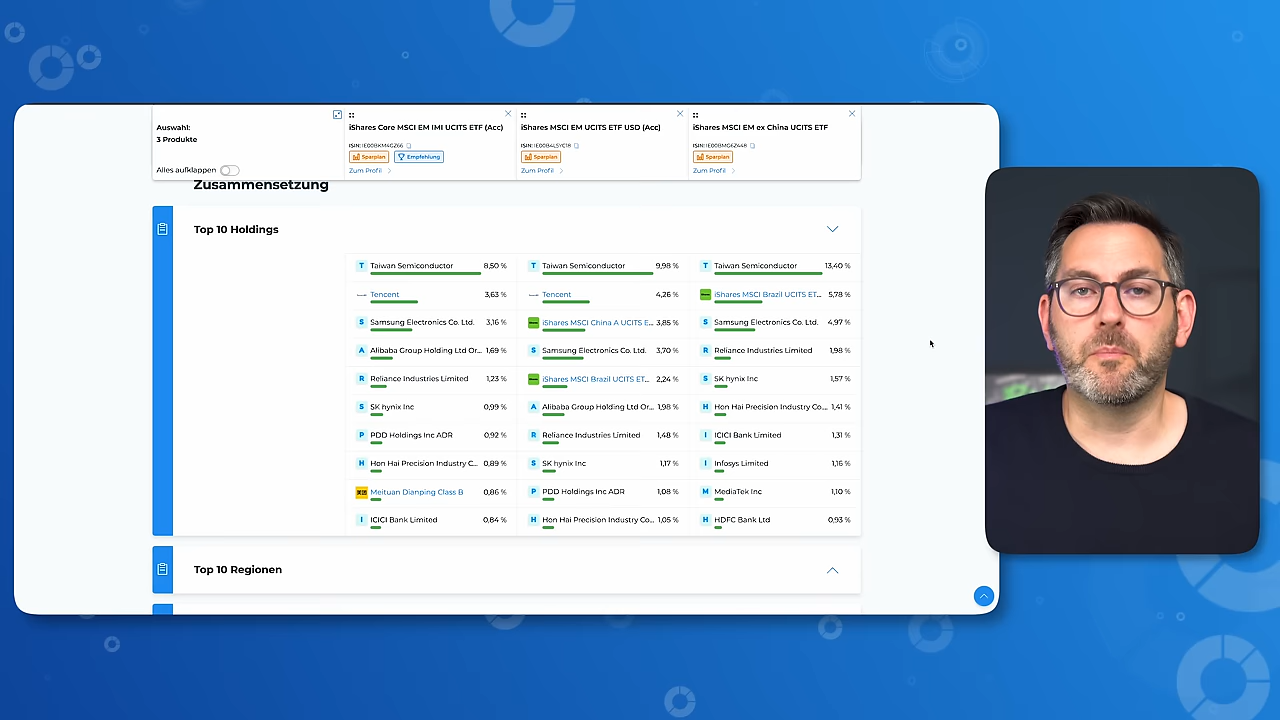 Auswahl:
3 Produkte
Alles aufklappen
iShares Core MSCI EM IMI UCITS ETF (Acc)
ISIN: IE00BKM4GZ66
Sparplan
Empfehlung
Zum Profil
iShares MSCI EM UCITS ETF USD (Acc)
ISIN: IE00B4L5YC18
Sparplan
Zum Profil
iShares MSCI EM ex China UCITS ETF
ISIN: IE00BMG6Z448
Sparplan
Zum Profil
Zusammensetzung
Top 10 Holdings
T Taiwan Semiconductor 8,50 %
Tencent 3,63 %
S Samsung Electronics Co. Ltd. 3,16 %
A Alibaba Group Holding Ltd Or... 1,69 %
R Reliance Industries Limited 1,23 %
S SK hynix Inc 0,99 %
P PDD Holdings Inc ADR 0,92 %
H Hon Hai Precision Industry C... 0,89 %
Meituan Dianping Class B 0,86 %
I ICICI Bank Limited 0,84 %
T Taiwan Semiconductor 9,98 %
Tencent 4,26 %
iShares MSCI China A UCITS E... 3,85 %
S Samsung Electronics Co. Ltd. 3,70 %
iShares MSCI Brazil UCITS ET... 2,24 %
A Alibaba Group Holding Ltd Or... 1,98 %
R Reliance Industries Limited 1,48 %
S SK hynix Inc 1,17 %
P PDD Holdings Inc ADR 1,08 %
H Hon Hai Precision Industry Co... 1,05 %
T Taiwan Semiconductor 13,40 %
iShares MSCI Brazil UCITS ET... 5,78 %
S Samsung Electronics Co. Ltd. 4,97 %
R Reliance Industries Limited 1,98 %
S SK hynix Inc 1,57 %
H Hon Hai Precision Industry Co.... 1,41 %
I ICICI Bank Limited 1,31 %
I Infosys Limited 1,16 %
M MediaTek Inc 1,10 %
H HDFC Bank Ltd 0,93 %
Top 10 Regionen